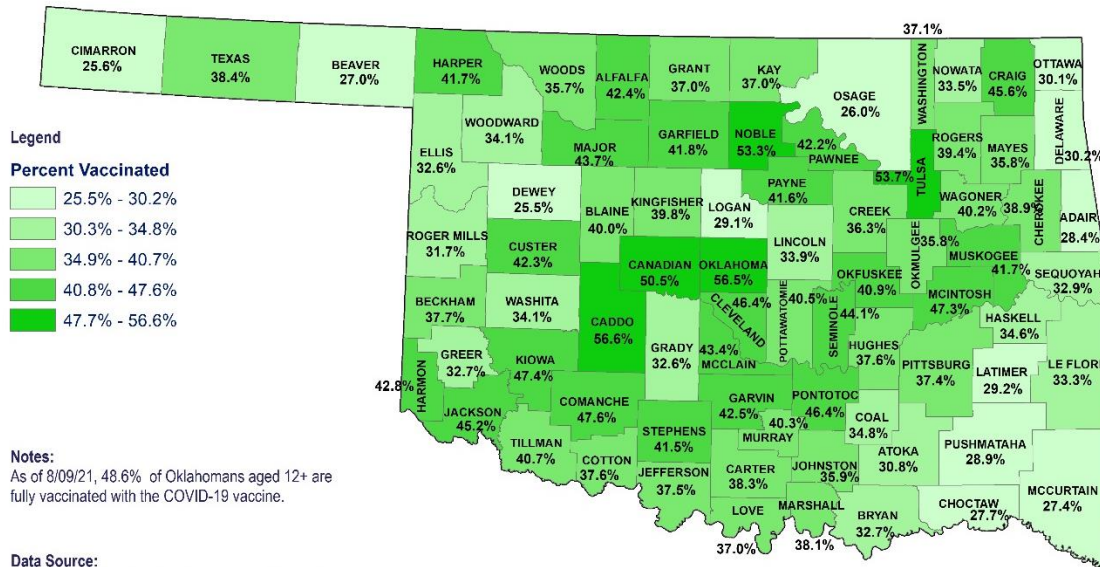 37.1%
CIMARRON
25.6%
TEXAS
38.4%
BEAVER
27.0%
HARPER
41.7%
WOODS
35.7%
ALFALFA
42.4%
GRANT
37.0%
KAY
37.0%
OSAGE
26.0%
WASHINGTON
NOWATA
33.5%
CRAIG
45.6%
OTTAWA
30.1%
DELAWARE
30.2%
Legend
Percent Vaccinated
25.5% - 30.2%
30.3% - 34.8%
34.9% - 40.7%
40.8% - 47.6%
47.7% - 56.6%
ELLIS
32.6%
WOODWARD
34.1%
MAJOR
43.7%
GARFIELD
41.8%
NOBLE
53.3%
42.2%
PAWNEE
53.7%
TULSA
ROGERS
39.4%
MAYES
35.8%
DEWEY
25.5%
BLAINE
40.0%
KINGFISHER
39.8%
LOGAN
29.1%
PAYNE
41.6%
CREEK
36.3%
WAGONER
40.2%
38.9%
CHEROKEE
ADAIR
28.4%
ROGER MILLS
31.7%
CUSTER
42.3%
CANADIAN
50.5%
OKLAHOMA
56.5%
LINCOLN
33.9%
OKMULGEE
35.8%
MUSKOGEE
41.7%
SEQUOYAH
32.9%
BECKHAM
37.7%
WASHITA
34.1%
CADDO
56.6%
GRADY
32.6%
CLEVELAND
46.4%
POTTAWATOMIE
40.5%
SEMINOLE
44.1%
OKFUSKEE
40.9%
MCINTOSH
47.3%
HASKELL
34.6%
GREER
32.7%
KIOWA
47.4%
43.4%
MCCLAIN
HUGHES
37.6%
PITTSBURG
37.4%
LATIMER
29.2%
LE FLORE
33.3%
42.8%
HARMON
JACKSON
45.2%
COMANCHE
47.6%
GARVIN
42.5%
PONTOTOC
46.4%
COAL
34.8%
TILLMAN
40.7%
COTTON
37.6%
STEPHENS
41.5%
40.3%
MURRAY
ATOKA
30.8%
PUSHMATAHA
28.9%
JEFFERSON
37.5%
CARTER
38.3%
JOHNSTON
35.9%
MCCURTAIN
27.4%
LOVE
37.0%
MARSHALL
38.1%
BRYAN
32.7%
CHOCTAW
27.7%
Notes:
As of 8/09/21, 48.6% of Oklahomans aged 12+ are
fully vaccinated with the COVID-19 vaccine.
Data Source: